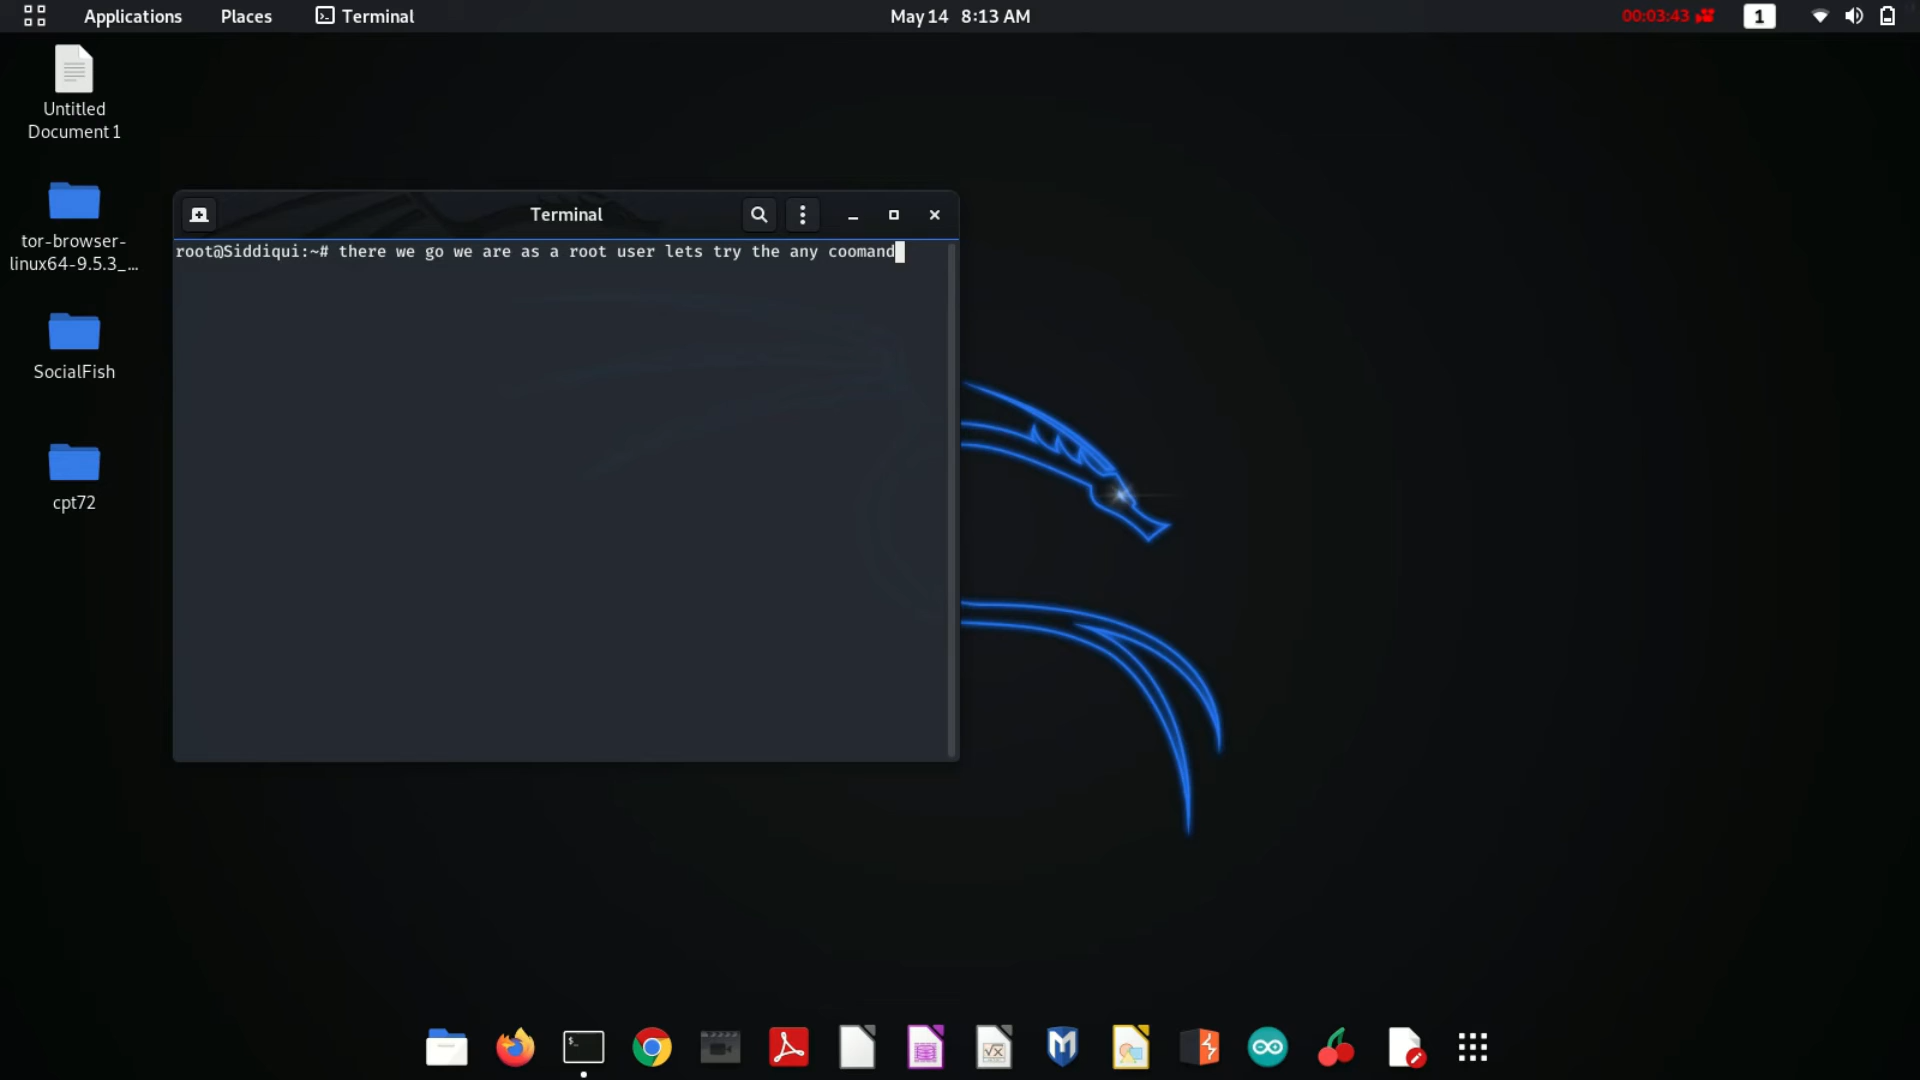 Applications Places Terminal May 14 8:13 AM 00:03:43 1
Untitled
Document 1
tor-browser-
linux64-9.5.3_...
SocialFish
cpt72
Terminal
root@Siddiqui:~# there we go we are as a root user lets try the any coomand